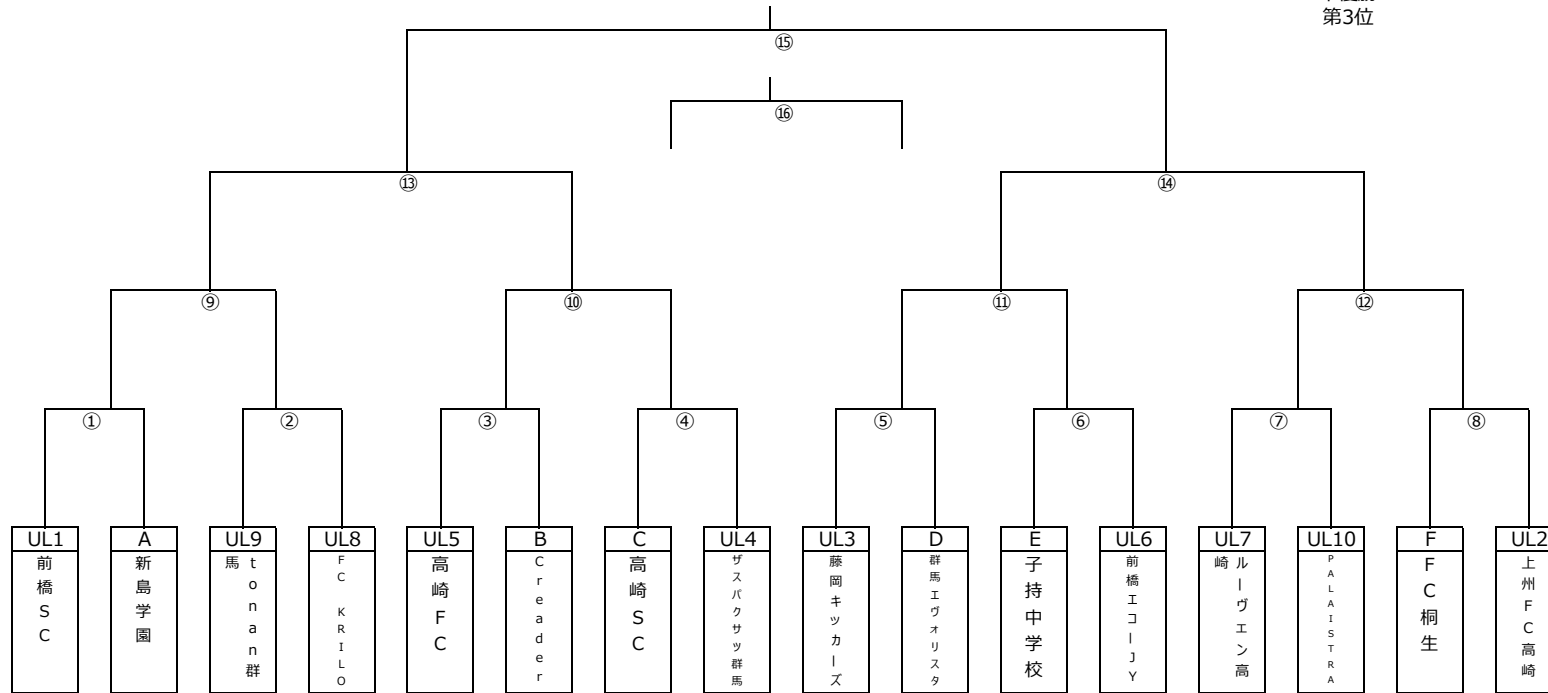 第3位
⑮
⑯
⑬
⑭
⑨
⑩
⑪
⑫
①
②
③
④
⑤
⑥
⑦
⑧
UL1
A
UL9
UL8
UL5
B
C
UL4
UL3
D
E
UL6
UL7
UL10
F
UL2
前橋SC
新島学園
tonan群馬
FC KRILO
高崎FC
Creader
高崎SC
ザスパクサツ群馬
藤岡キッカーズ
群馬エヴォリスタ
子持中学校
前橋エコーJY
ルーヴェン高崎
PALAISTRA
FC桐生
上州FC高崎